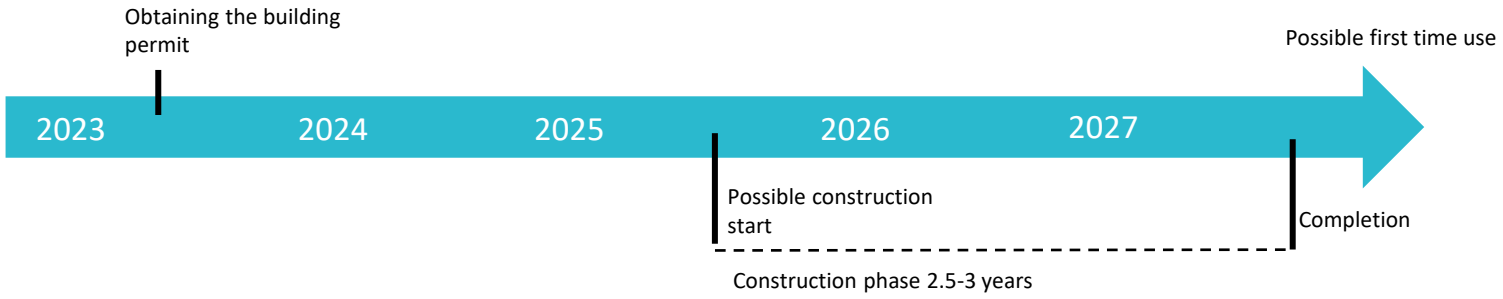 Obtaining the building
permit
Possible first time use
2023
2024
2025
2026
2027
Possible construction
start
Completion
Construction phase 2.5-3 years